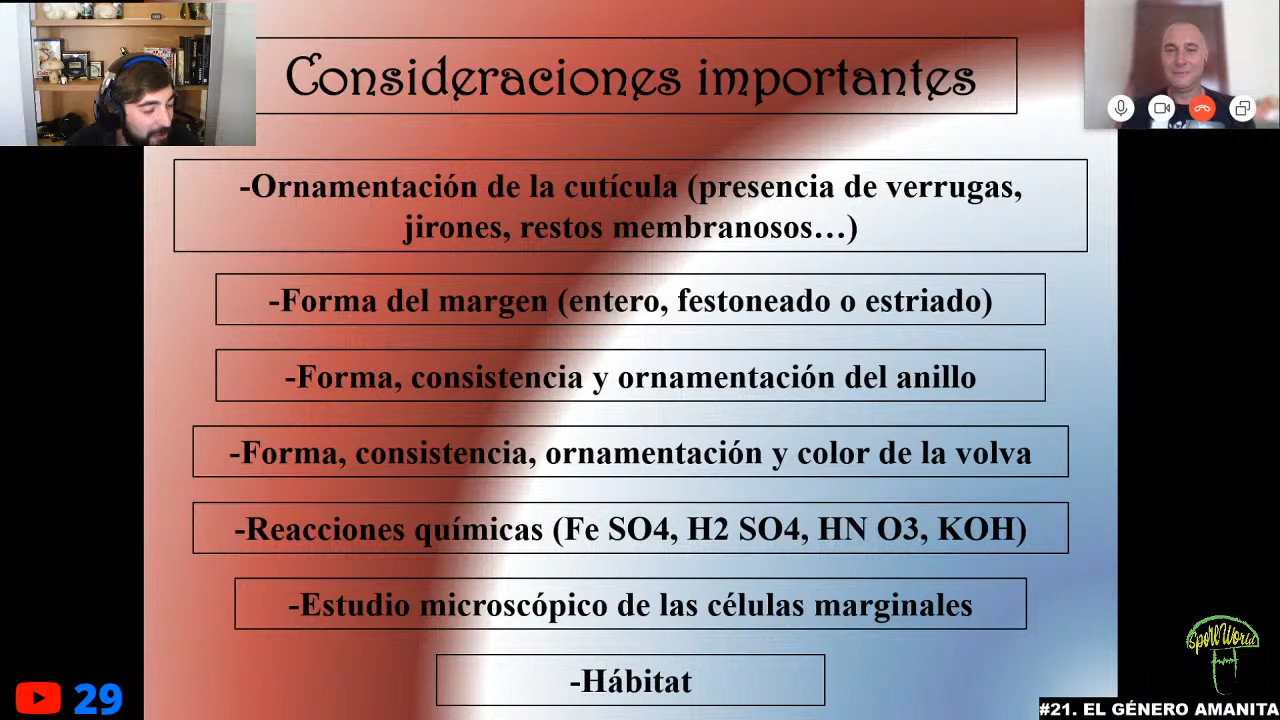 Consideraciones importantes
-Ornamentación de la cutícula (presencia de verrugas,
jirones, restos membranosos…)
-Forma del margen (entero, festoneado o estriado)
-Forma, consistencia y ornamentación del anillo
-Forma, consistencia, ornamentación y color de la volva
-Reacciones químicas (Fe SO4, H2 SO4, HN O3, KOH)
-Estudio microscópico de las células marginales
-Hábitat
SporeWorld
29
#21. EL GÉNERO AMANITA